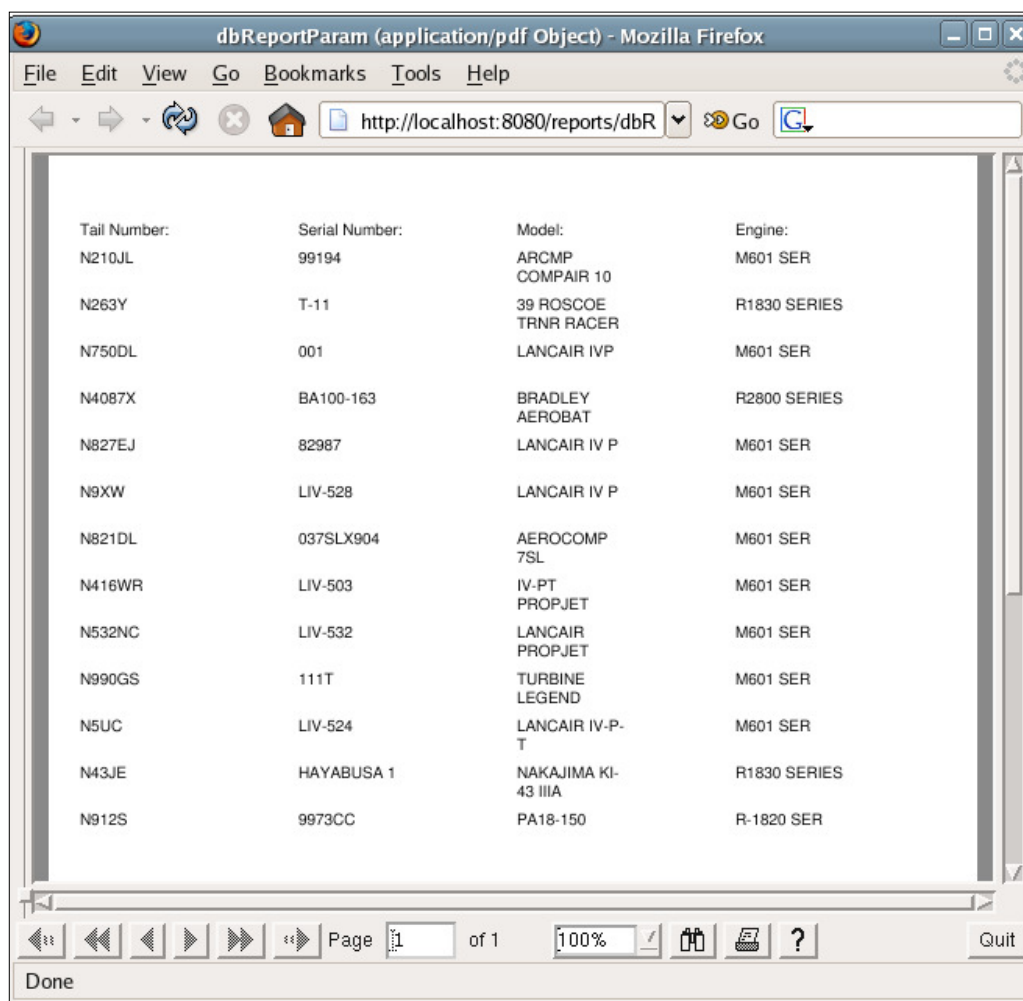 dbReportParam (application/pdf Object) - Mozilla Firefox
File Edit View Go Bookmarks Tools Help
http://localhost:8080/reports/dbR Go G
Tail Number: Serial Number: Model: Engine:
N210JL 99194 ARCMP M601 SER
COMPAIR 10
N263Y T-11 39 ROSCOE R1830 SERIES
TRNR RACER
N750DL 001 LANCAIR IVP M601 SER
N4087X BA100-163 BRADLEY R2800 SERIES
AEROBAT
N827EJ 82987 LANCAIR IV P M601 SER
N9XW LIV-528 LANCAIR IV P M601 SER
N821DL 037SLX904 AEROCOMP M601 SER
7SL
N416WR LIV-503 IV-PT M601 SER
PROPJET
N532NC LIV-532 LANCAIR M601 SER
PROPJET
N990GS 111T TURBINE M601 SER
LEGEND
N5UC LIV-524 LANCAIR IV-P- M601 SER
T
N43JE HAYABUSA 1 NAKAJIMA KI- R1830 SERIES
43 IIIA
N912S 9973CC PA18-150 R-1820 SER
Page 1 of 1 100% ? Quit
Done